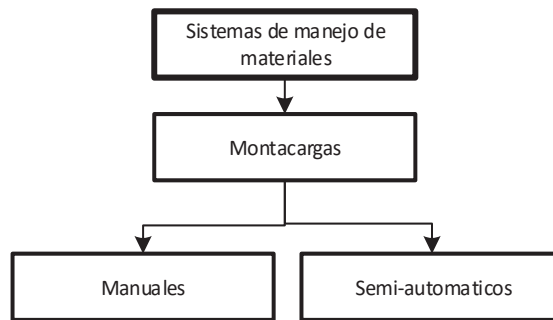 Sistemas de manejo de
materiales
Montacargas
Manuales
Semi-automaticos